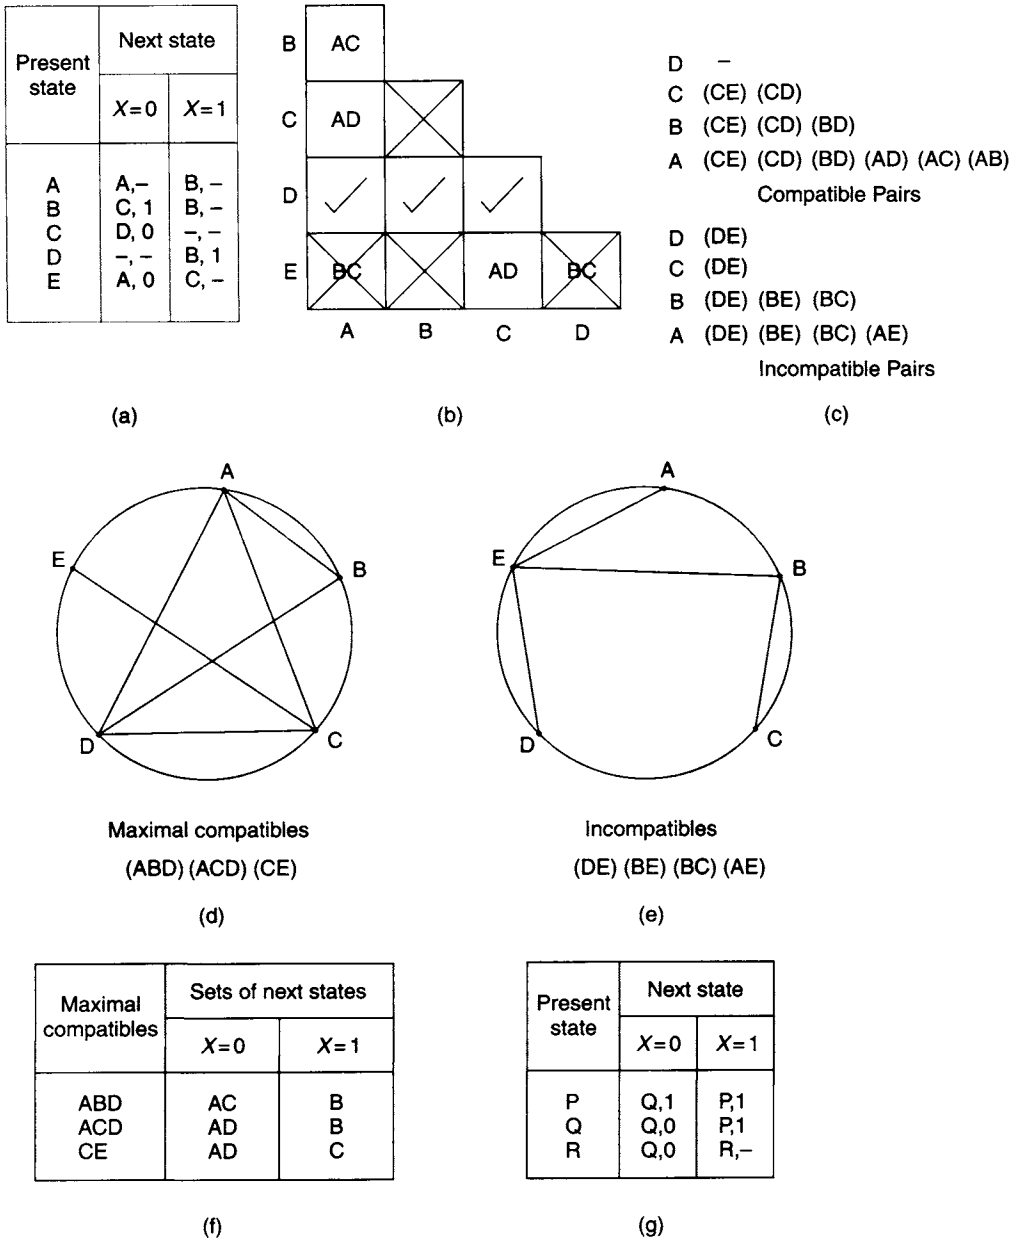 Present state
Next state
X=0 X=1
A A,– B, –
B C, 1 B, –
C D, 0 –, –
D –, – B, 1
E A, 0 C, –
(a)
B AC
C AD
D
E BC AD BC
A B C D
(b)
D –
C (CE) (CD)
B (CE) (CD) (BD)
A (CE) (CD) (BD) (AD) (AC) (AB)
Compatible Pairs
D (DE)
C (DE)
B (DE) (BE) (BC)
A (DE) (BE) (BC) (AE)
Incompatible Pairs
(c)
A
E
B
D
C
Maximal compatibles
(ABD) (ACD) (CE)
(d)
A
E
B
D
C
Incompatibles
(DE) (BE) (BC) (AE)
(e)
Maximal
compatibles
Sets of next states
X=0 X=1
ABD AC B
ACD AD B
CE AD C
(f)
Present
state
Next state
X=0 X=1
P Q,1 P,1
Q Q,0 P,1
R Q,0 R,–
(g)